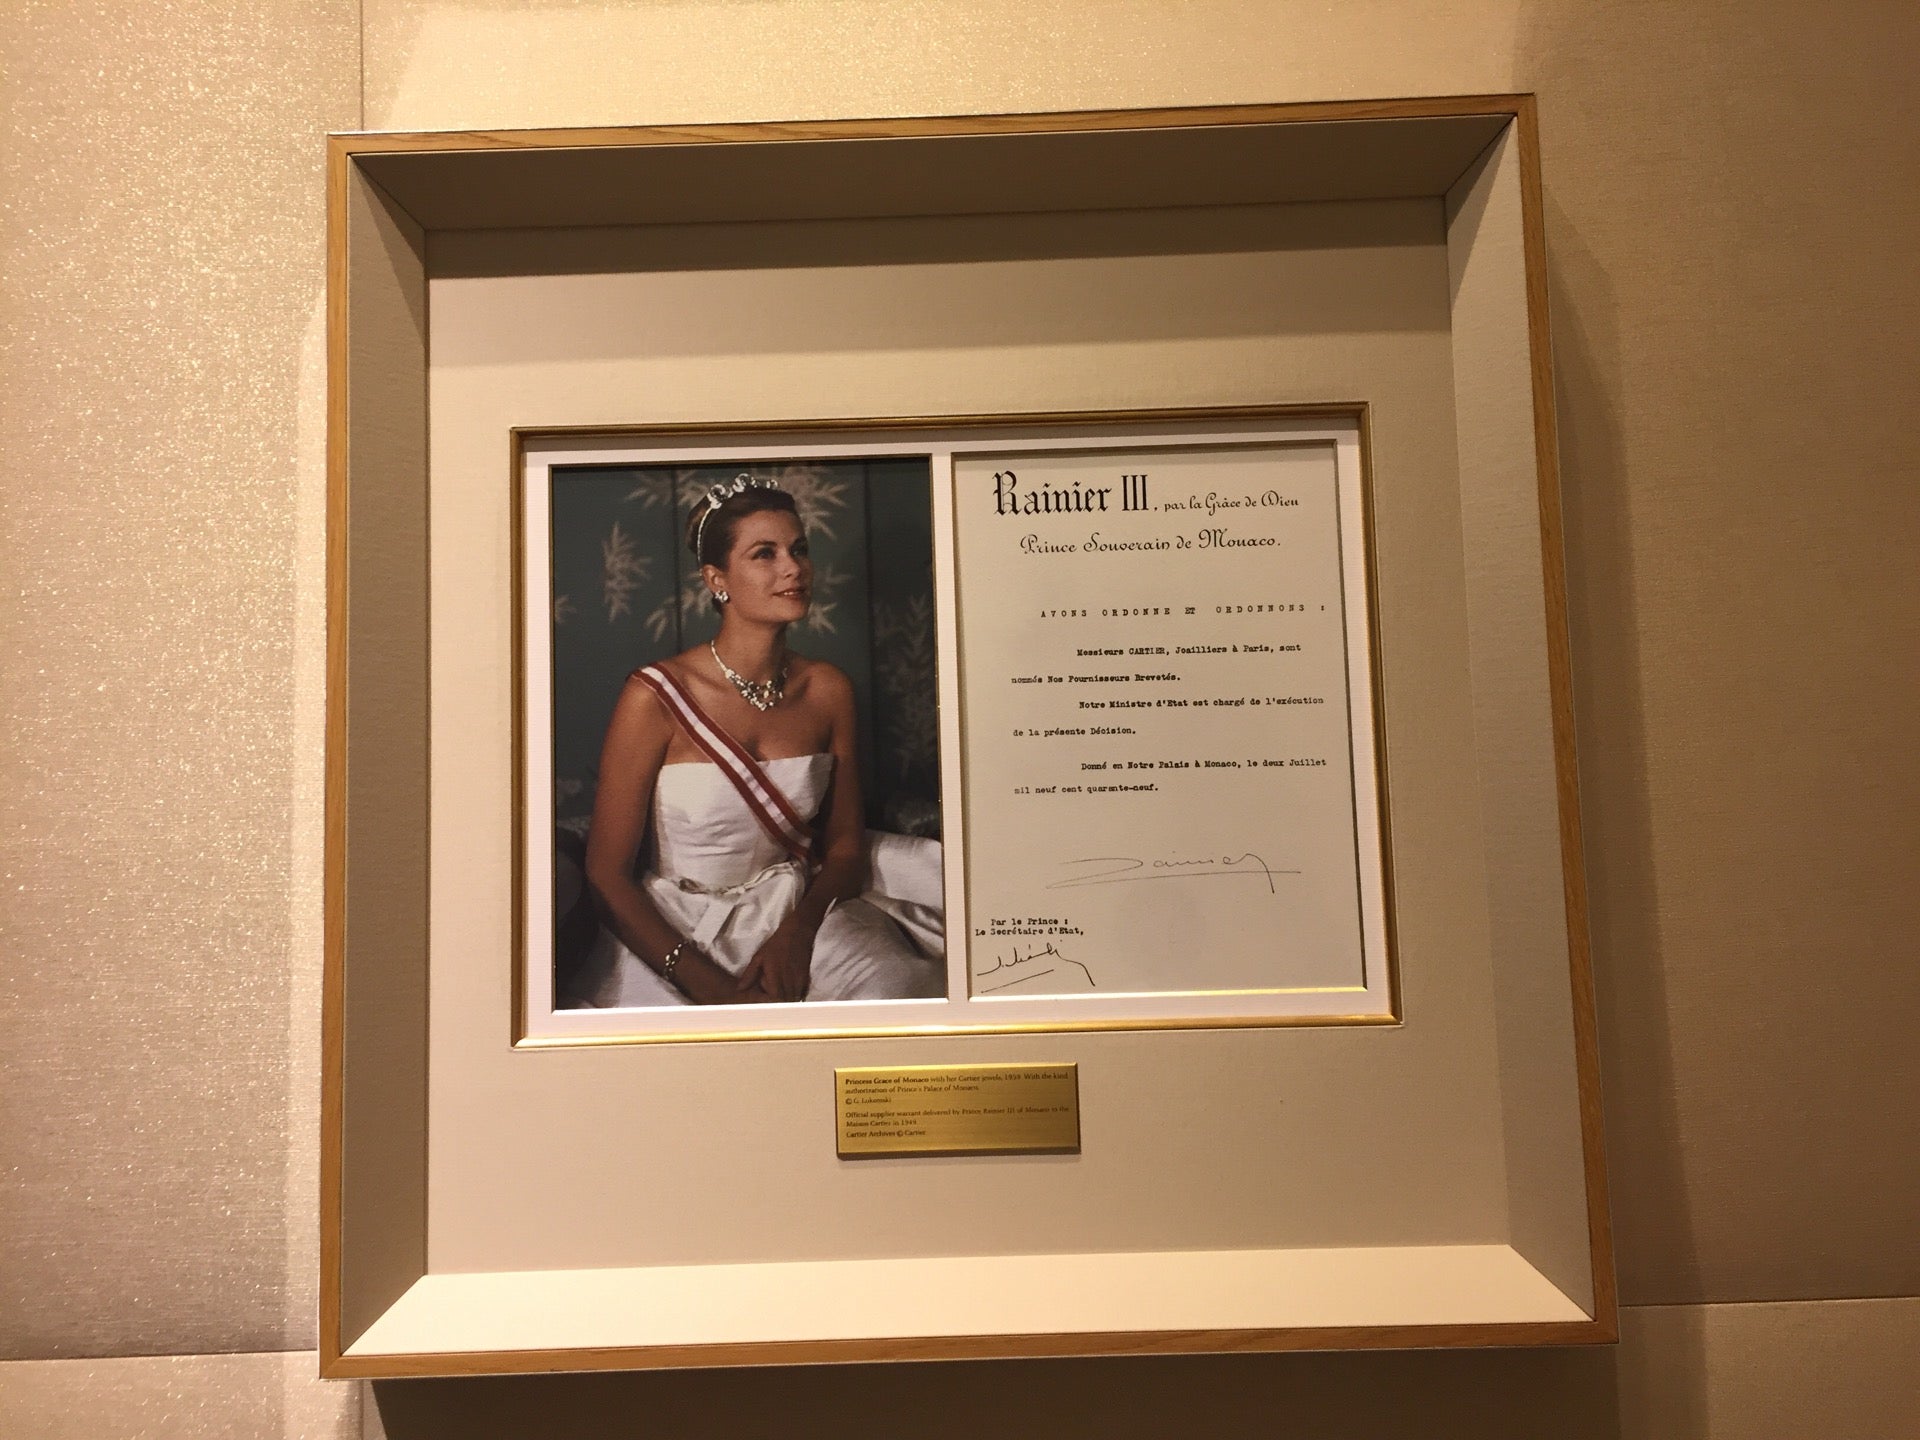 Rainier III, par la Grâce de Dieu
Prince Souverain de Monaco.
AVONS ORDONNE ET ORDONNONS :
Messieurs CARTIER, Joailliers à Paris, sont
nommés Nos Fournisseurs Brevetés.
Notre Ministre d'Etat est chargé de l'exécution
de la présente Décision.
Donné en Notre Palais à Monaco, le deux Juillet
mil neuf cent quarante-neuf.
Rainier
Par le Prince :
Le Secrétaire d'Etat,
Princess Grace of Monaco with her Cartier jewels, 1959. With the kind
authorization of Prince's Palace of Monaco.
© G. Lukomski
Official supplier warrant delivered by Prince Rainier III of Monaco to the
Maison Cartier in 1949.
Cartier Archives © Cartier